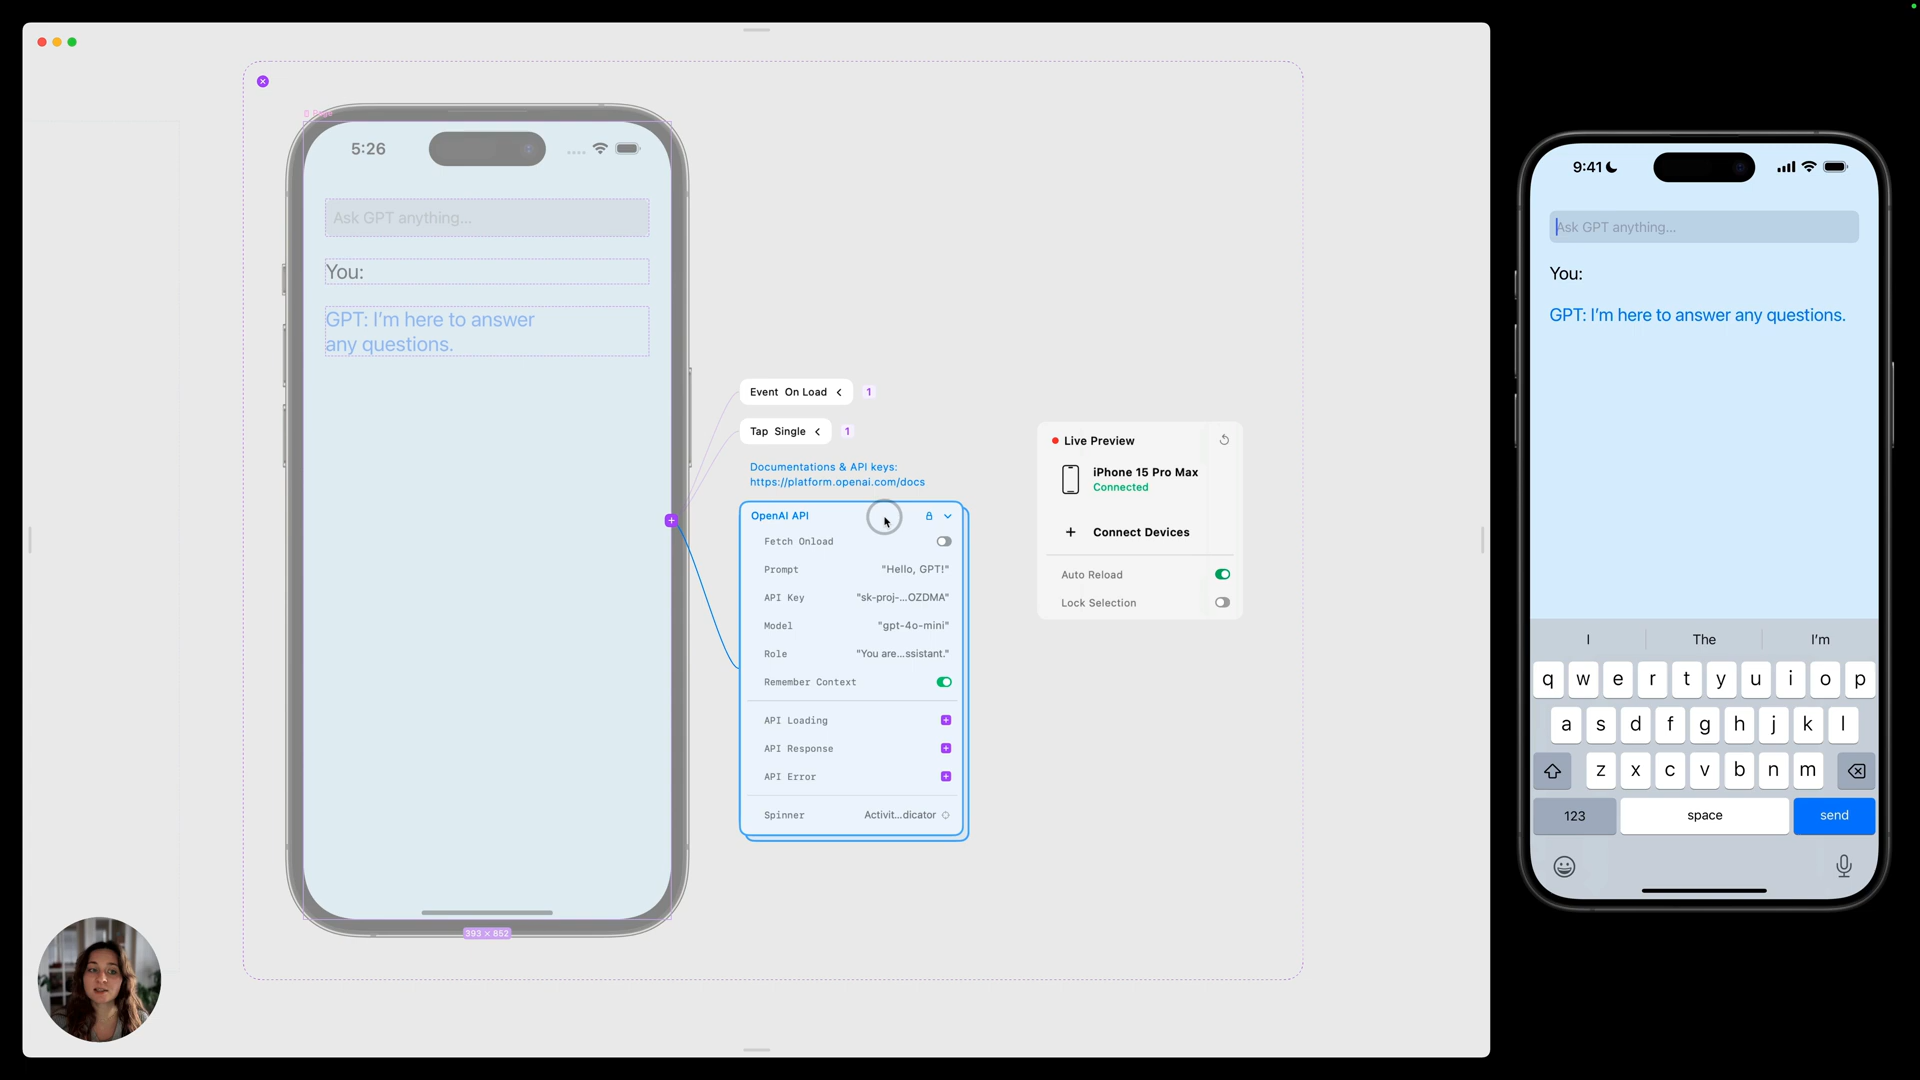 Page
5:26
Ask GPT anything...
You:
GPT: I'm here to answer
any questions.
393 × 852
Event On Load
1
Tap Single
1
Documentations & API keys:
https://platform.openai.com/docs
OpenAI API
Fetch Onload
Prompt "Hello, GPT!"
API Key "sk-proj-...OZDMA"
Model "gpt-4o-mini"
Role "You are...ssistant."
Remember Context
API Loading
API Response
API Error
Spinner Activit...dicator
Live Preview
iPhone 15 Pro Max
Connected
+ Connect Devices
Auto Reload
Lock Selection
9:41
Ask GPT anything...
You:
GPT: I'm here to answer any questions.
I The I'm
q w e r t y u i o p
a s d f g h j k l
z x c v b n m
123 space send